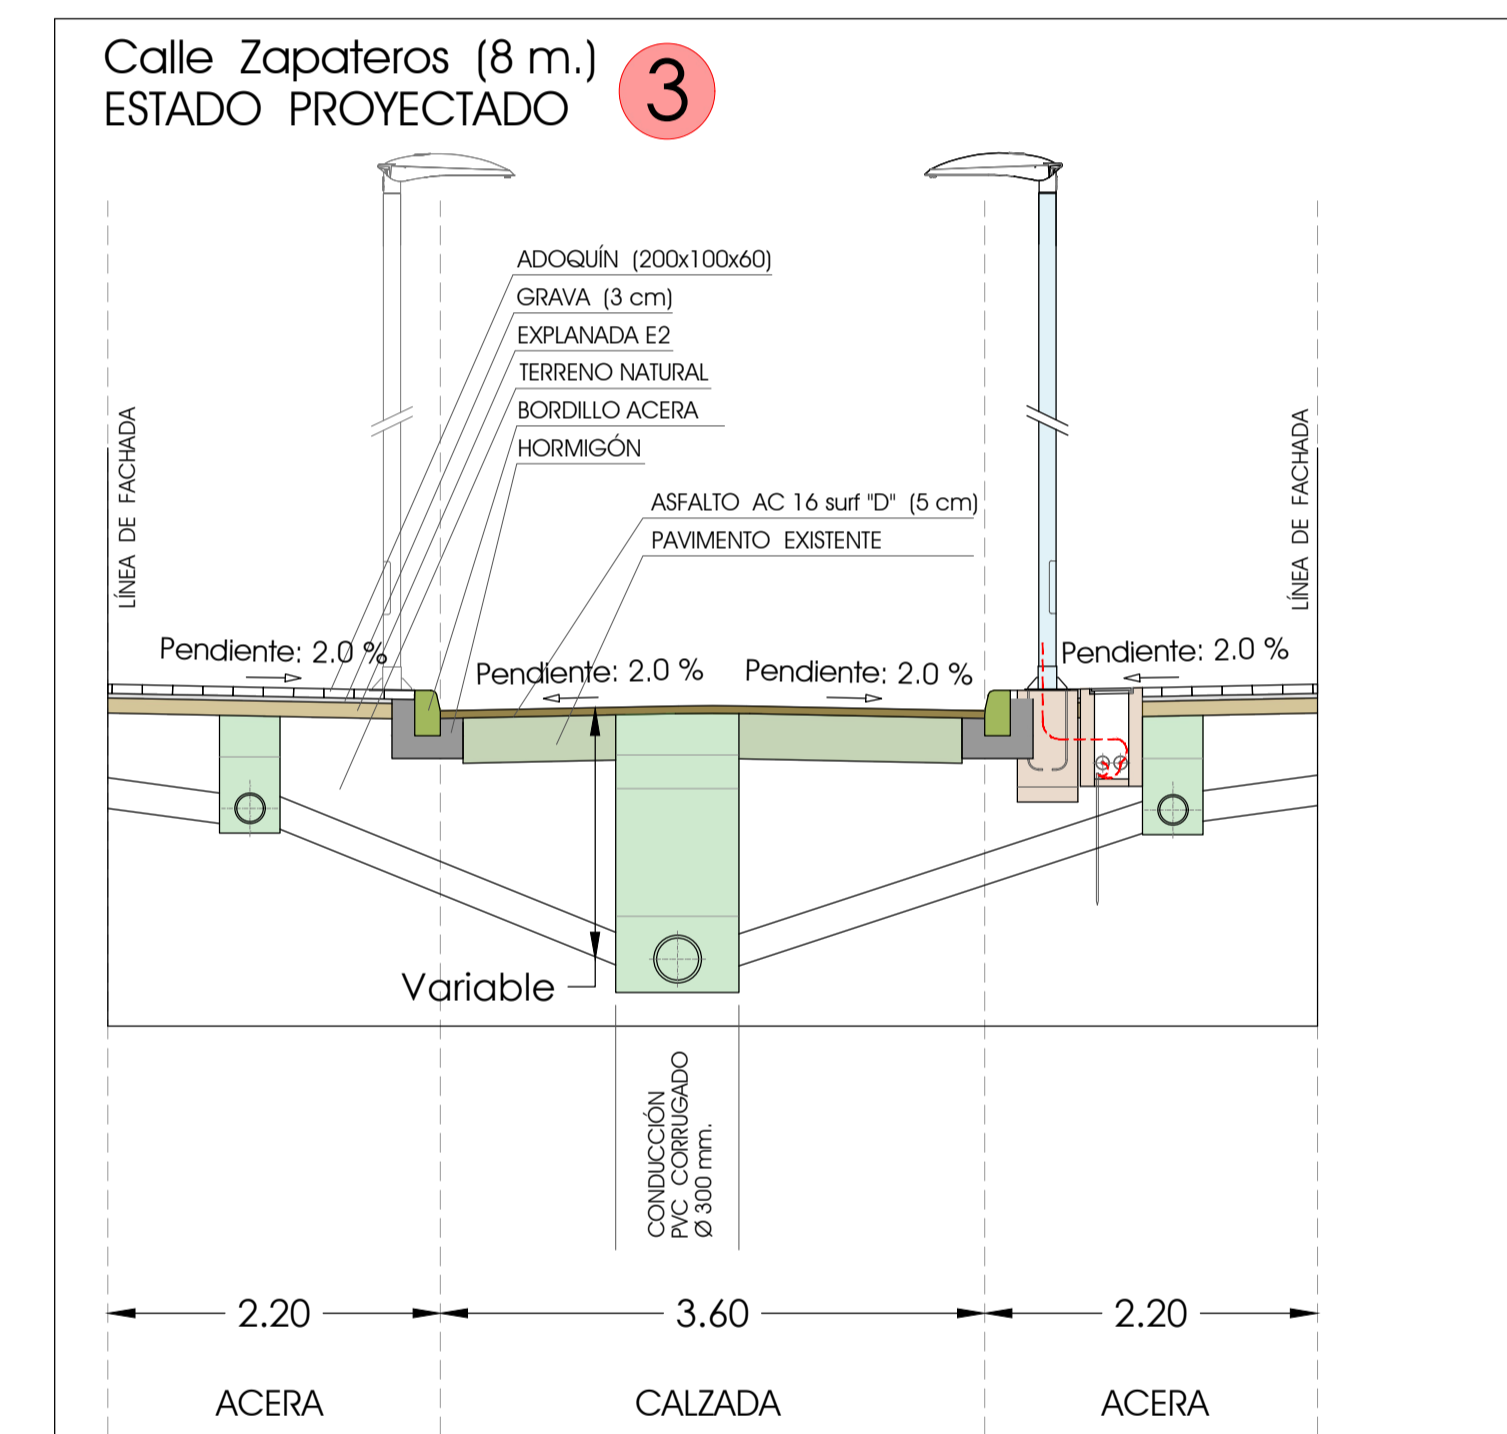 Calle Zapateros (8 m.)
ESTADO PROYECTADO
3
ADOQUÍN (200x100x60)
GRAVA (3 cm)
EXPLANADA E2
TERRENO NATURAL
BORDILLO ACERA
HORMIGÓN
ASFALTO AC 16 surf "D" (5 cm)
PAVIMENTO EXISTENTE
LÍNEA DE FACHADA
LÍNEA DE FACHADA
Pendiente: 2.0 %
Pendiente: 2.0 %
Pendiente: 2.0 %
Pendiente: 2.0 %
Variable
CONDUCCIÓN
PVC CORRUGADO
Ø 300 mm.
2.20
3.60
2.20
ACERA
CALZADA
ACERA